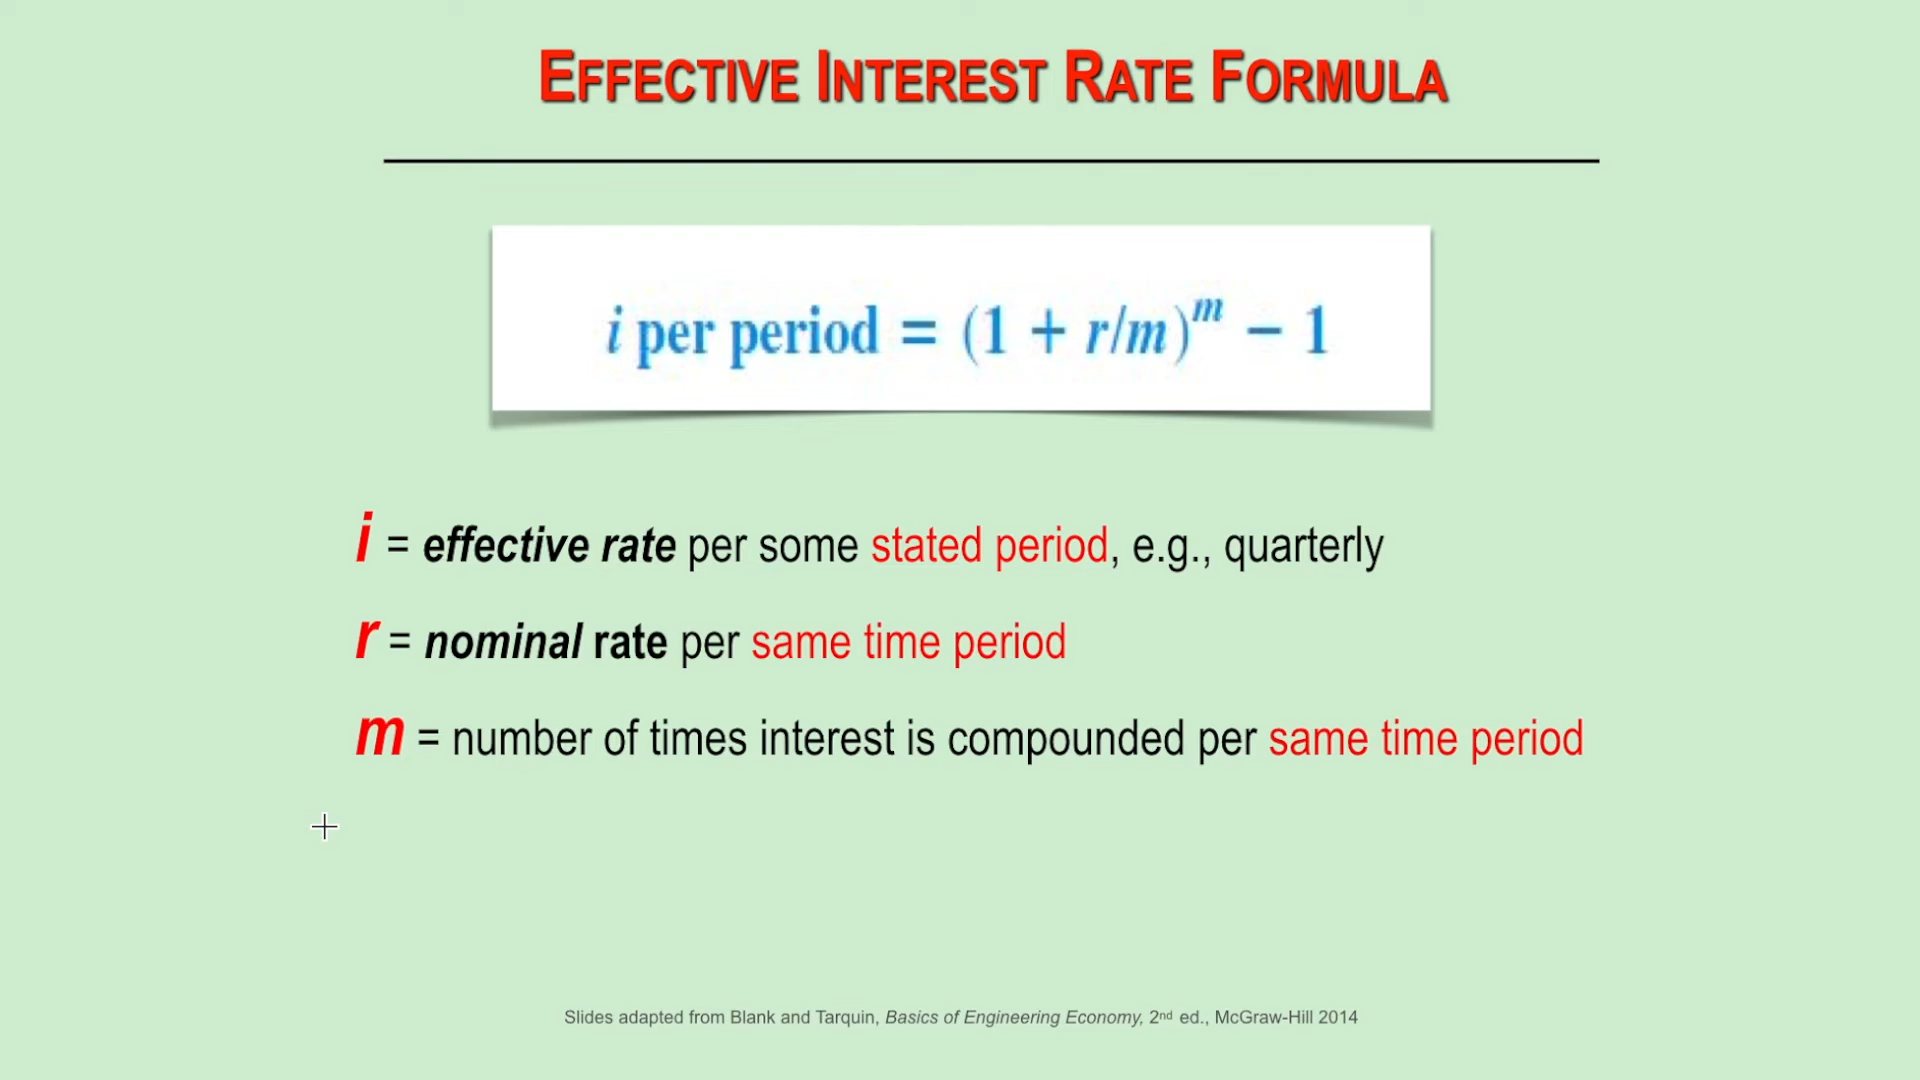 EFFECTIVE INTEREST RATE FORMULA
i per period = (1 + r/m)^m − 1
i = effective rate per some stated period, e.g., quarterly
r = nominal rate per same time period
m = number of times interest is compounded per same time period
Slides adapted from Blank and Tarquin, Basics of Engineering Economy, 2nd ed., McGraw-Hill 2014